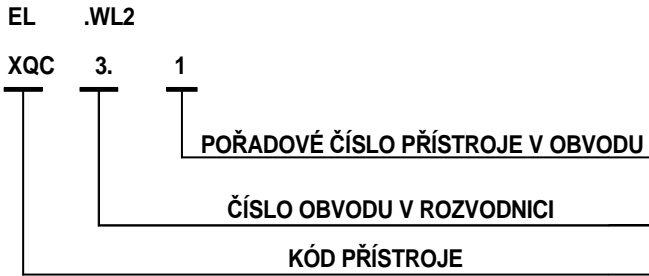 EL .WL2
XQC 3. 1
POŘADOVÉ ČÍSLO PŘÍSTROJE V OBVODU
ČÍSLO OBVODU V ROZVODNICI
KÓD PŘÍSTROJE